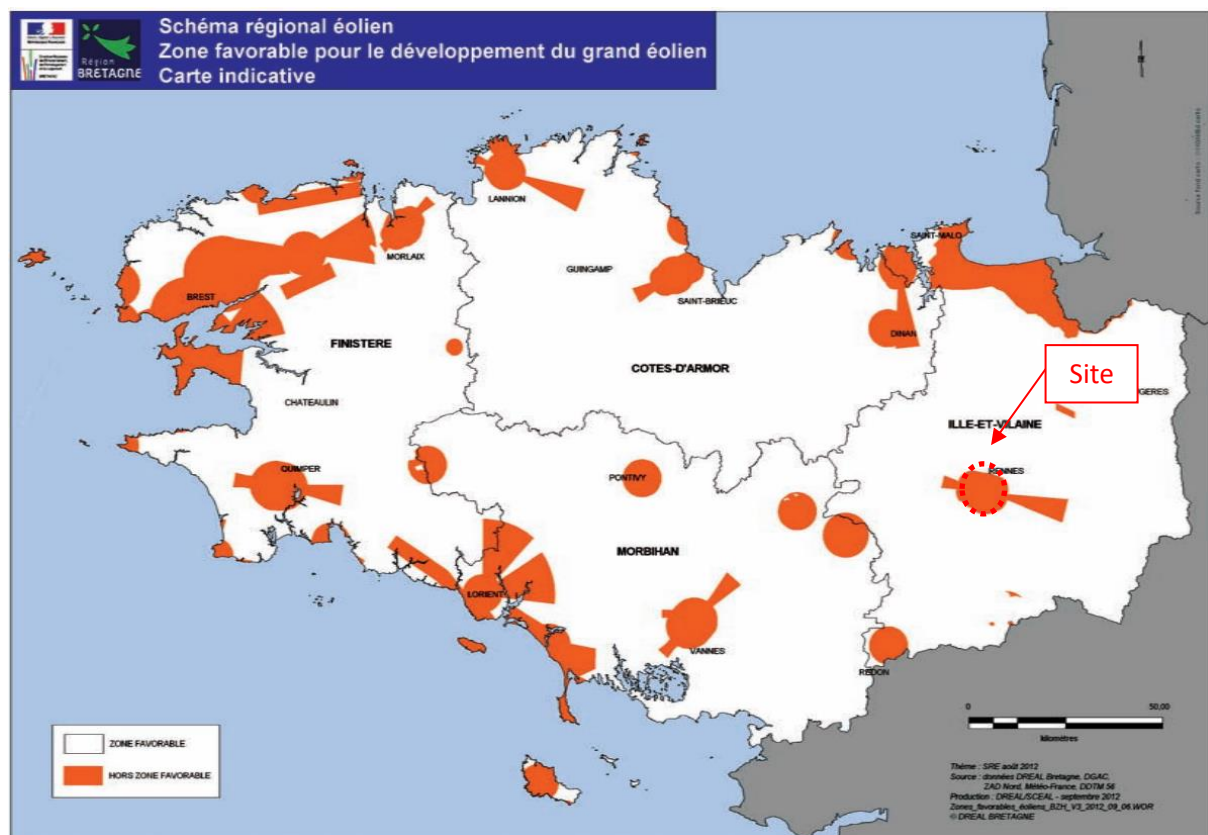 Schéma régional éolien
Zone favorable pour le développement du grand éolien
Carte indicative
Région
BRETAGNE
LANNION
MORLAIX
GUINGAMP
SAINT-BRIEUC
SAINT-MALO
BREST
DINAN
FINISTERE
COTES-D'ARMOR
Site
GERES
CHATEAULIN
ILLE-ET-VILAINE
QUIMPER
PONTIVY
RENNES
MORBIHAN
LORIENT
VANNES
REDON
ZONE FAVORABLE
HORS ZONE FAVORABLE
0 50,00
kilomètres
Thème : SRE août 2012
Source : données DREAL Bretagne, DGAC,
ZAD Nord, Météo-France, DDTM 56
Production : DREAL/SCEAL - septembre 2012
Zones_favorables_éoliens_BZH_V3_2012_09_06.WOR
© DREAL BRETAGNE